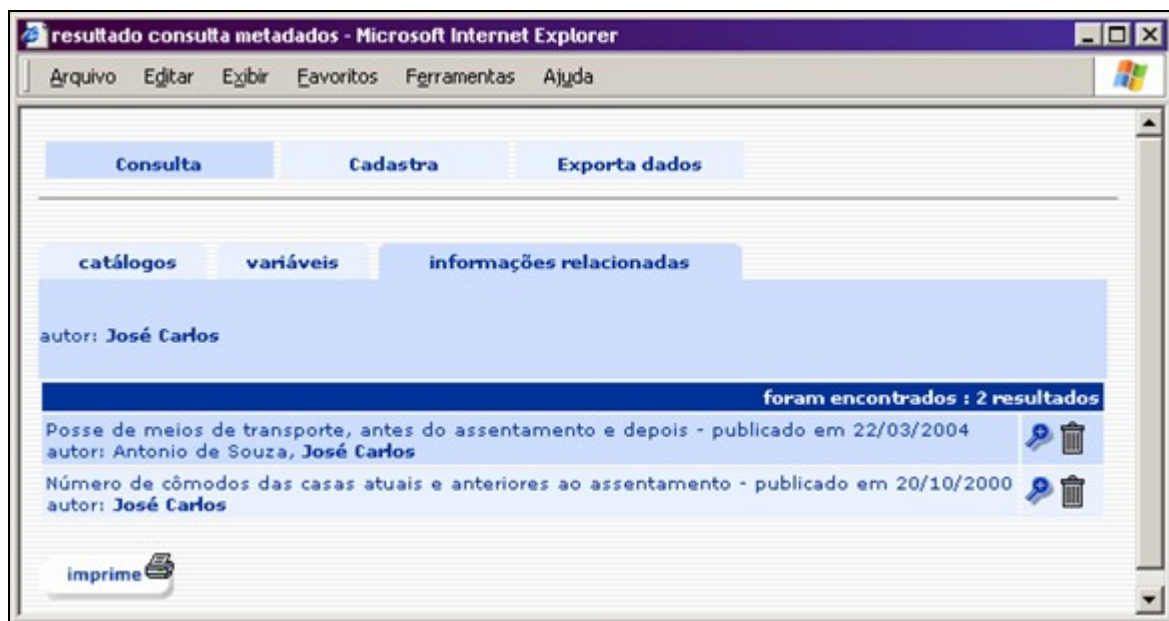 resultado consulta metadados - Microsoft Internet Explorer
Arquivo Editar Exibir Favoritos Ferramentas Ajuda
Consulta Cadastra Exporta dados
catálogos variáveis informações relacionadas
autor: José Carlos
foram encontrados : 2 resultados
Posse de meios de transporte, antes do assentamento e depois - publicado em 22/03/2004
autor: Antonio de Souza, José Carlos
Número de cômodos das casas atuais e anteriores ao assentamento - publicado em 20/10/2000
autor: José Carlos
imprime